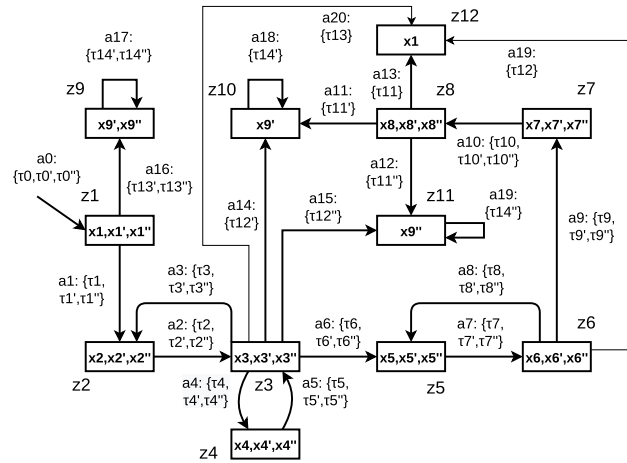 a17:
{τ14',τ14"}
z9
x9',x9"
a18:
{τ14'}
z10
x9'
a20:
{τ13}
z12
x1
a19:
{τ12}
a13:
{τ11}
z8
z7
a11:
{τ11'}
x8,x8',x8"
x7,x7',x7"
a10: {τ10,
τ10',τ10"}
a0:
{τ0,τ0',τ0"}
z1
a16:
{τ13',τ13"}
x1,x1',x1"
a14:
{τ12'}
a15:
{τ12"}
a12:
{τ11"}
z11
x9"
a19:
{τ14"}
a9: {τ9,
τ9',τ9"}
a1: {τ1,
τ1',τ1"}
a3: {τ3,
τ3',τ3"}
a2: {τ2,
τ2',τ2"}
a6: {τ6,
τ6',τ6"}
a8: {τ8,
τ8',τ8"}
a7: {τ7,
τ7',τ7"}
z6
x2,x2',x2"
z2
x3,x3',x3"
z3
x5,x5',x5"
z5
x6,x6',x6"
a4: {τ4,
τ4',τ4"}
a5: {τ5,
τ5',τ5"}
x4,x4',x4"
z4